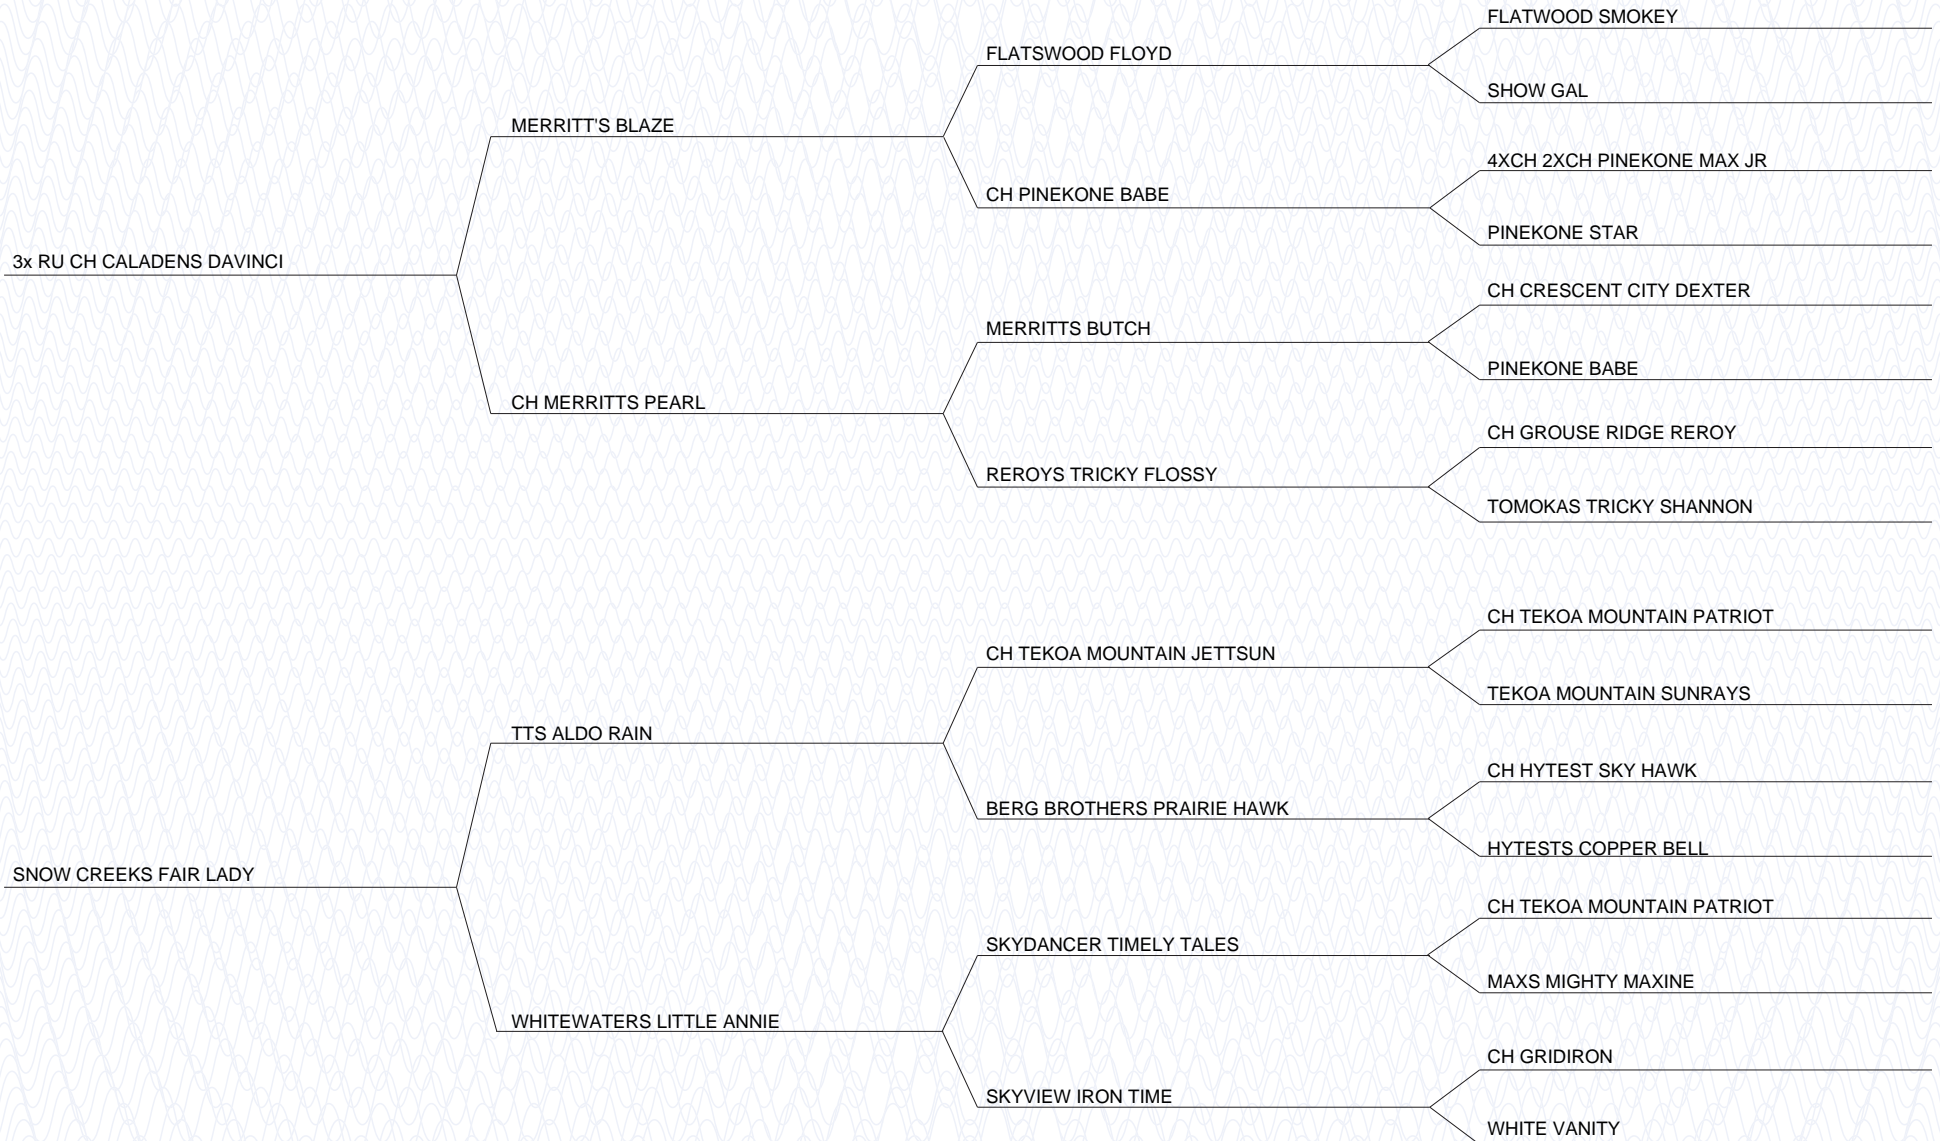 FLATWOOD SMOKEY
FLATSWOOD FLOYD
SHOW GAL
MERRITT'S BLAZE
4XCH 2XCH PINEKONE MAX JR
CH PINEKONE BABE
PINEKONE STAR
3x RU CH CALADENS DAVINCI
CH CRESCENT CITY DEXTER
MERRITTS BUTCH
PINEKONE BABE
CH MERRITTS PEARL
CH GROUSE RIDGE REROY
REROYS TRICKY FLOSSY
TOMOKAS TRICKY SHANNON
CH TEKOA MOUNTAIN PATRIOT
CH TEKOA MOUNTAIN JETTSUN
TEKOA MOUNTAIN SUNRAYS
TTS ALDO RAIN
CH HYTEST SKY HAWK
BERG BROTHERS PRAIRIE HAWK
HYTESTS COPPER BELL
SNOW CREEKS FAIR LADY
CH TEKOA MOUNTAIN PATRIOT
SKYDANCER TIMELY TALES
MAXS MIGHTY MAXINE
WHITEWATERS LITTLE ANNIE
CH GRIDIRON
SKYVIEW IRON TIME
WHITE VANITY